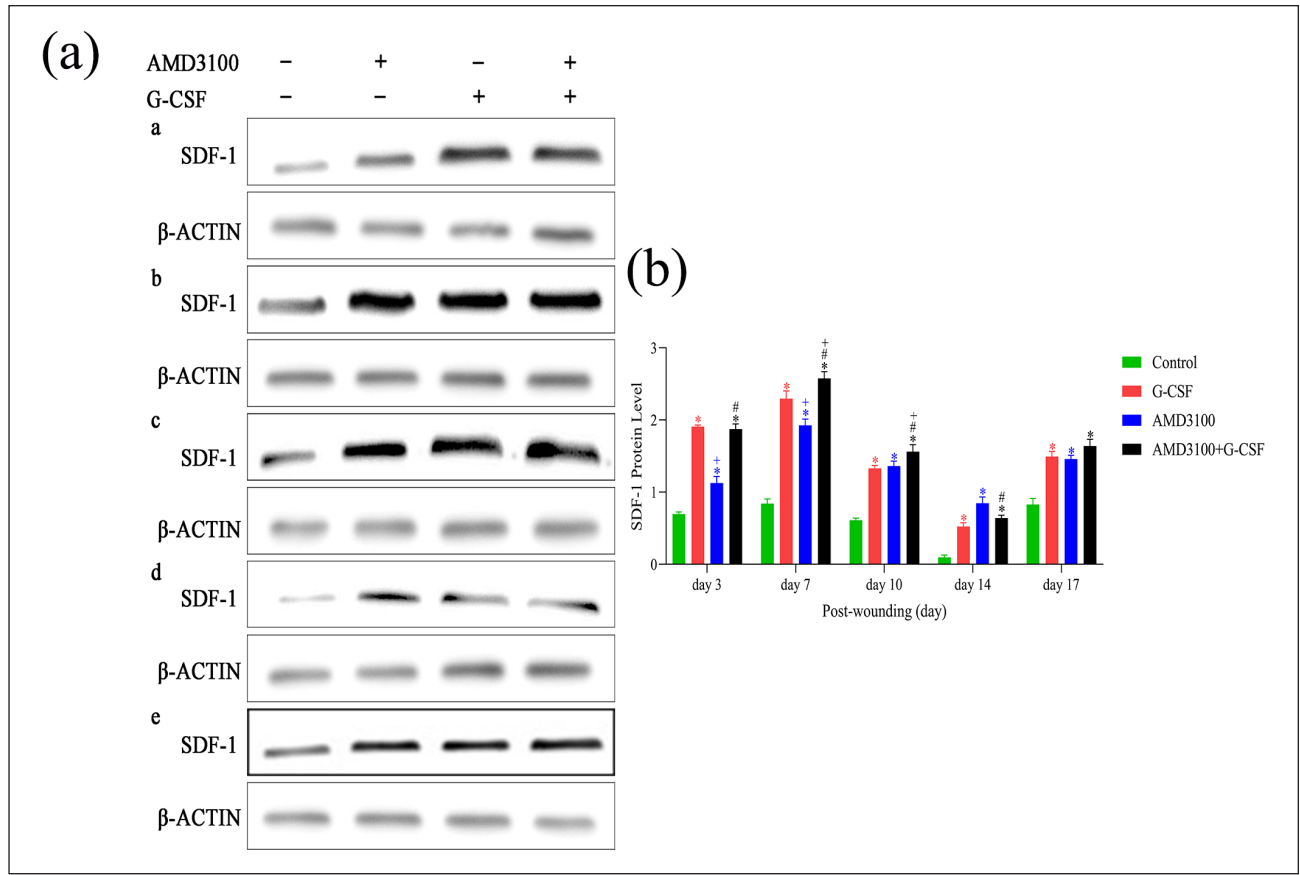 (a)
AMD3100 − + − +
G-CSF − − + +
a
SDF-1
β-ACTIN
b
SDF-1
β-ACTIN
c
SDF-1
β-ACTIN
d
SDF-1
β-ACTIN
e
SDF-1
β-ACTIN
(b)
SDF-1 Protein Level
3
2
1
0
* + * # *
* + * + # *
* * + # *
* * # *
* * *
day 3 day 7 day 10 day 14 day 17
Post-wounding (day)
Control
G-CSF
AMD3100
AMD3100+G-CSF